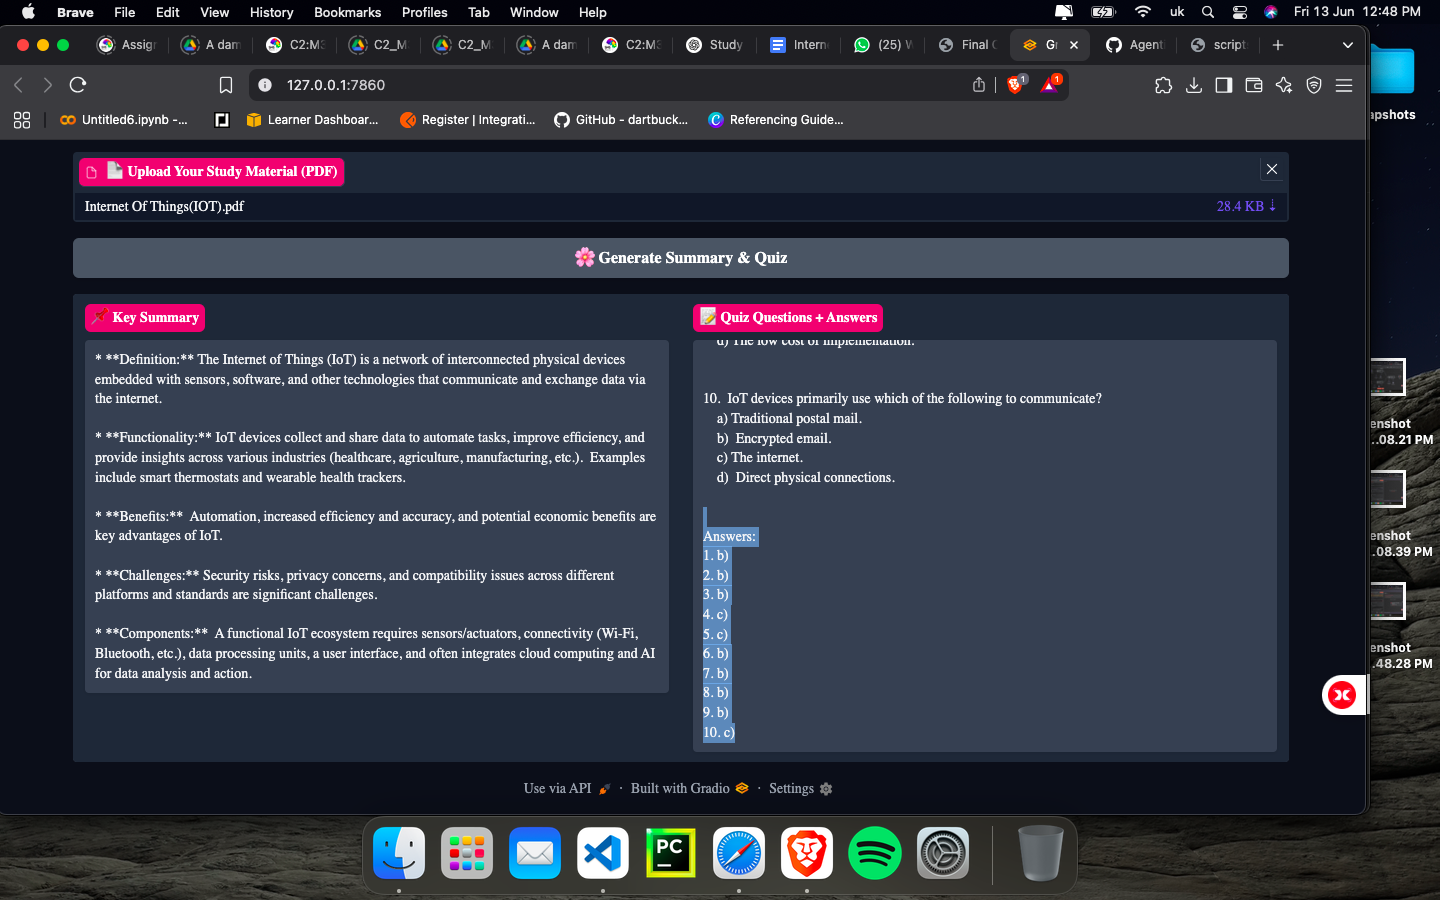 Brave File Edit View History Bookmarks Profiles Tab Window Help uk Fri 13 Jun 12:48 PM
Assig A dam C2:M3 C2_M C2_M A dam C2:M3 Study Intern (25) Final Gr Agent script
127.0.0.1:7860 1 1
Untitled6.ipynb -... Learner Dashboar... Register | Integrati... GitHub - dartbuck... Referencing Guide...
apshots
Upload Your Study Material (PDF)
Internet Of Things(IOT).pdf 28.4 KB ⇣
Generate Summary & Quiz
Key Summary
* **Definition:** The Internet of Things (IoT) is a network of interconnected physical devices
embedded with sensors, software, and other technologies that communicate and exchange data via
the internet.
* **Functionality:** IoT devices collect and share data to automate tasks, improve efficiency, and
provide insights across various industries (healthcare, agriculture, manufacturing, etc.). Examples
include smart thermostats and wearable health trackers.
* **Benefits:** Automation, increased efficiency and accuracy, and potential economic benefits are
key advantages of IoT.
* **Challenges:** Security risks, privacy concerns, and compatibility issues across different
platforms and standards are significant challenges.
* **Components:** A functional IoT ecosystem requires sensors/actuators, connectivity (Wi-Fi,
Bluetooth, etc.), data processing units, a user interface, and often integrates cloud computing and AI
for data analysis and action.
Quiz Questions + Answers
d) The low cost of implementation.
10. IoT devices primarily use which of the following to communicate?
a) Traditional postal mail.
b) Encrypted email.
c) The internet.
d) Direct physical connections.
Answers:
1. b)
2. b)
3. b)
4. c)
5. c)
6. b)
7. b)
8. b)
9. b)
10. c)
enshot
...08.21 PM
enshot
...08.39 PM
enshot
...48.28 PM
Use via API · Built with Gradio · Settings
PC